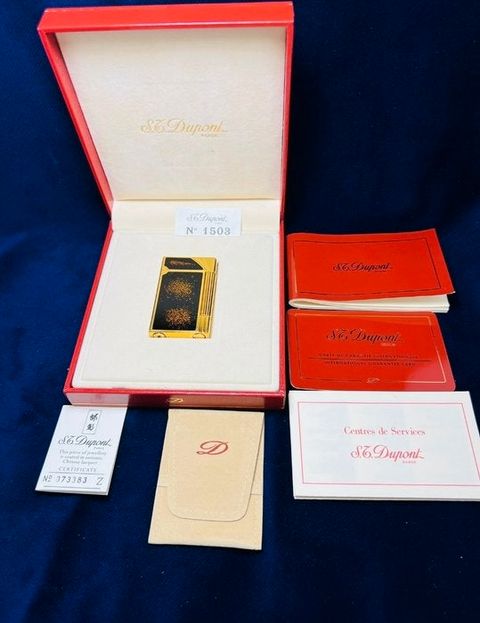 S.T. Dupont
PARIS
S.T. Dupont
N° 1503
S.T. Dupont
S.T. Dupont
PARIS
INTERNATIONAL GUARANTEE CARD
D
Centres de Services
S.T. Dupont
PARIS
S.T. Dupont
This piece of jewellery
is coated in authentic
Chinese lacquer
CERTIFICATE
No 373383 Z
D